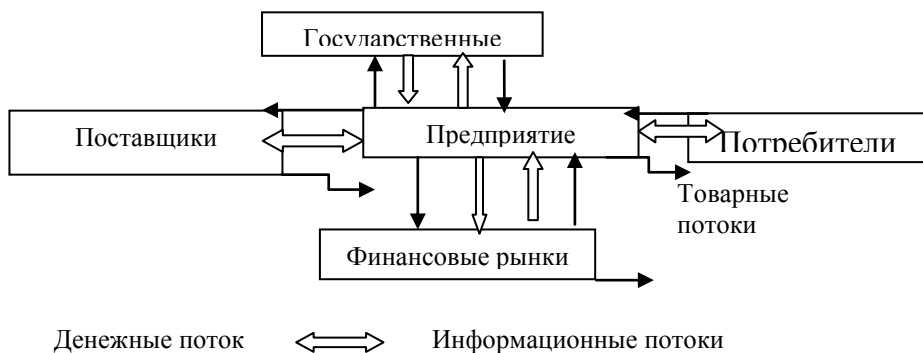 Государственные
Поставщики
Предприятие
Потребители
Товарные
потоки
Финансовые рынки
Денежные поток
Информационные потоки